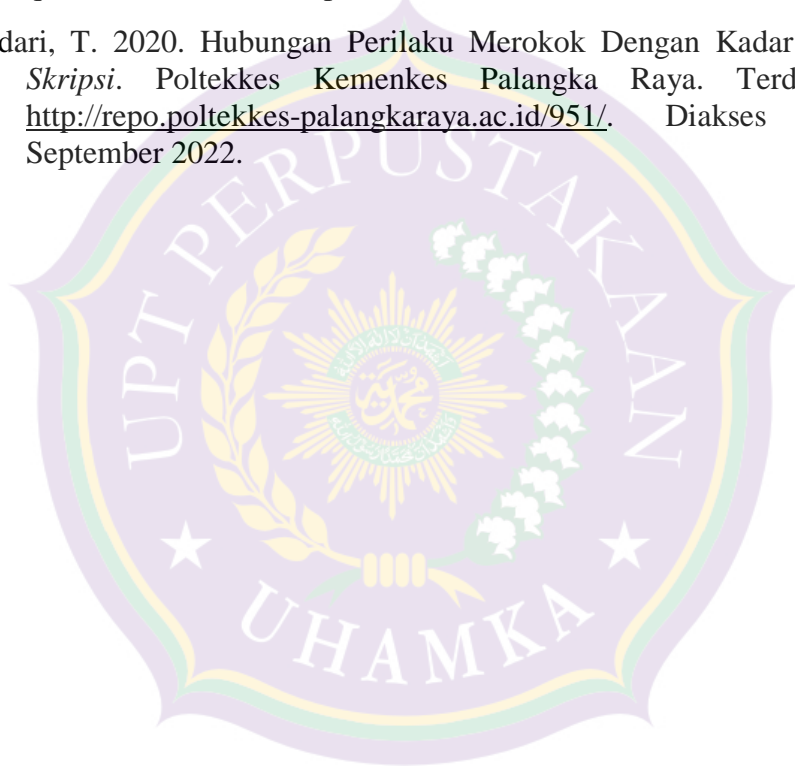 dari, T. 2020. Hubungan Perilaku Merokok Dengan Kadar
Skripsi. Poltekkes Kemenkes Palangka Raya. Terd
http://repo.poltekkes-palangkaraya.ac.id/951/. Diakses
September 2022.
UPT PERPUSTAKAAN
محمدية
UHAMKA